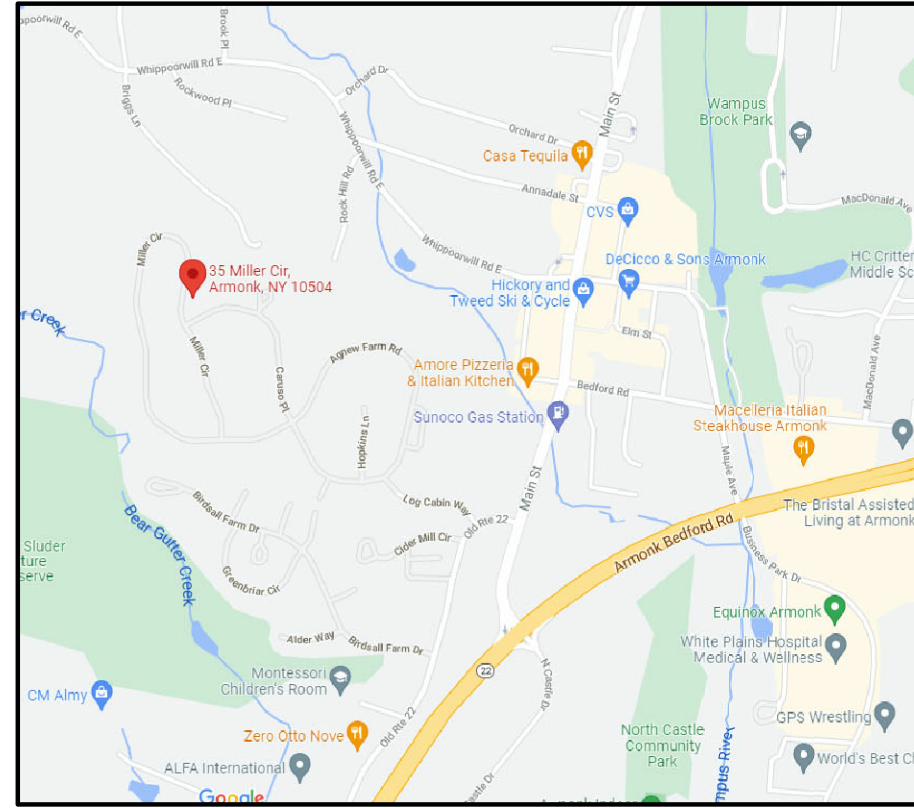 Whippoorwill Rd E
Brook Pl
Whippoorwill Rd E
Rockwood Pl
Briggs Ln
Orchard Dr
Whippoorwill Rd E
Rock Hill Rd
Main St
Orchard Dr
Casa Tequila
Annadale St
CVS
Wampus
Brook Park
MacDonald Ave
Miller Cir
35 Miller Cir,
Armonk, NY 10504
Whippoorwill Rd E
DeCicco & Sons Armonk
HC Critten
Middle Sc
Hickory and
Tweed Ski & Cycle
Elm St
r Creek
Miller Cir
Caruso Pl
Agnew Farm Rd
Amore Pizzeria
& Italian Kitchen
Bedford Rd
MacDonald Ave
Sunoco Gas Station
Macelleria Italian
Steakhouse Armonk
Hopkins Ln
Main St
Maple Ave
Log Cabin Way
Old Rte 22
Birdsall Farm Dr
Bear Gutter Creek
Cider Mill Cir
Armonk Bedford Rd
The Bristal Assisted
Living at Armonk
Business Park Dr
Sluder
ture
serve
Greenbriar Cir
Equinox Armonk
Alder Way
Birdsall Farm Dr
White Plains Hospital
Medical & Wellness
22
Montessori
Children's Room
N Castle Dr
CM Almy
GPS Wrestling
Old Rte 22
North Castle
Community
Park
Zero Otto Nove
World's Best C
ALFA International
mpus River
Castle Dr
Google